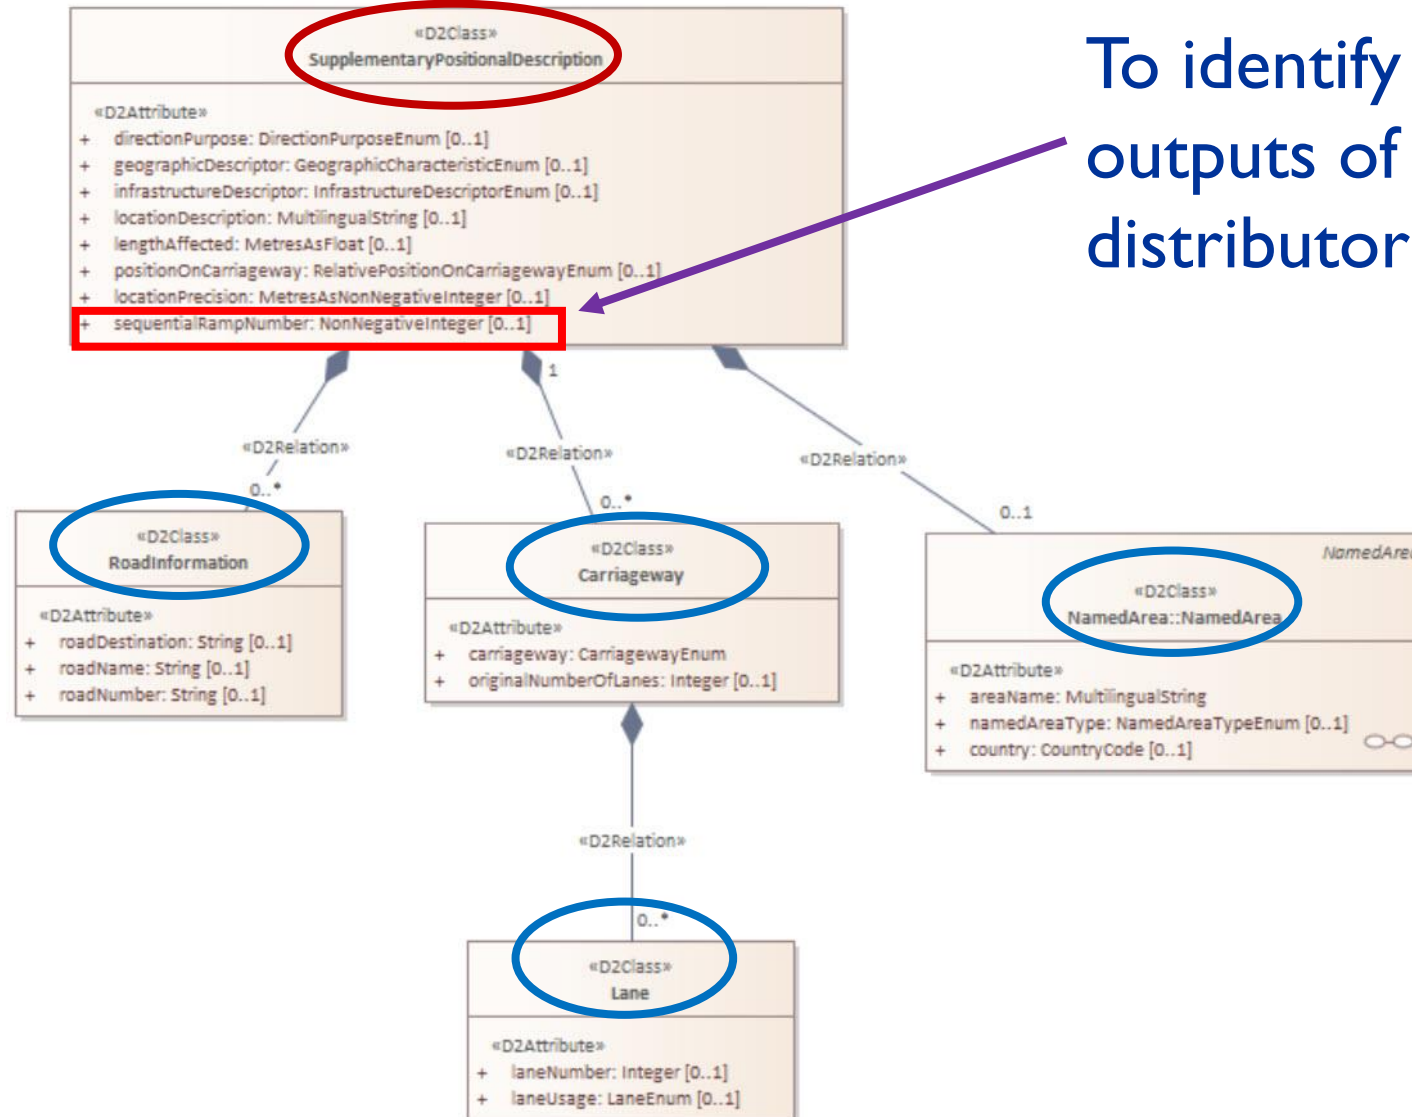 «D2Class»
SupplementaryPositionalDescription
«D2Attribute»
+ directionPurpose: DirectionPurposeEnum [0..1]
+ geographicDescriptor: GeographicCharacteristicEnum [0..1]
+ infrastructureDescriptor: InfrastructureDescriptorEnum [0..1]
+ locationDescription: MultilingualString [0..1]
+ lengthAffected: MetresAsFloat [0..1]
+ positionOnCarriageway: RelativePositionOnCarriagewayEnum [0..1]
+ locationPrecision: MetresAsNonNegativeInteger [0..1]
+ sequentialRampNumber: NonNegativeInteger [0..1]
To identify
outputs of
distributor
1
«D2Relation»
«D2Relation»
«D2Relation»
0..*
0..*
0..1
«D2Class»
RoadInformation
«D2Attribute»
+ roadDestination: String [0..1]
+ roadName: String [0..1]
+ roadNumber: String [0..1]
«D2Class»
Carriageway
«D2Attribute»
+ carriageway: CarriagewayEnum
+ originalNumberOfLanes: Integer [0..1]
NamedArea
«D2Class»
NamedArea::NamedArea
«D2Attribute»
+ areaName: MultilingualString
+ namedAreaType: NamedAreaTypeEnum [0..1]
+ country: CountryCode [0..1]
«D2Relation»
0..*
«D2Class»
Lane
«D2Attribute»
+ laneNumber: Integer [0..1]
+ laneUsage: LaneEnum [0..1]